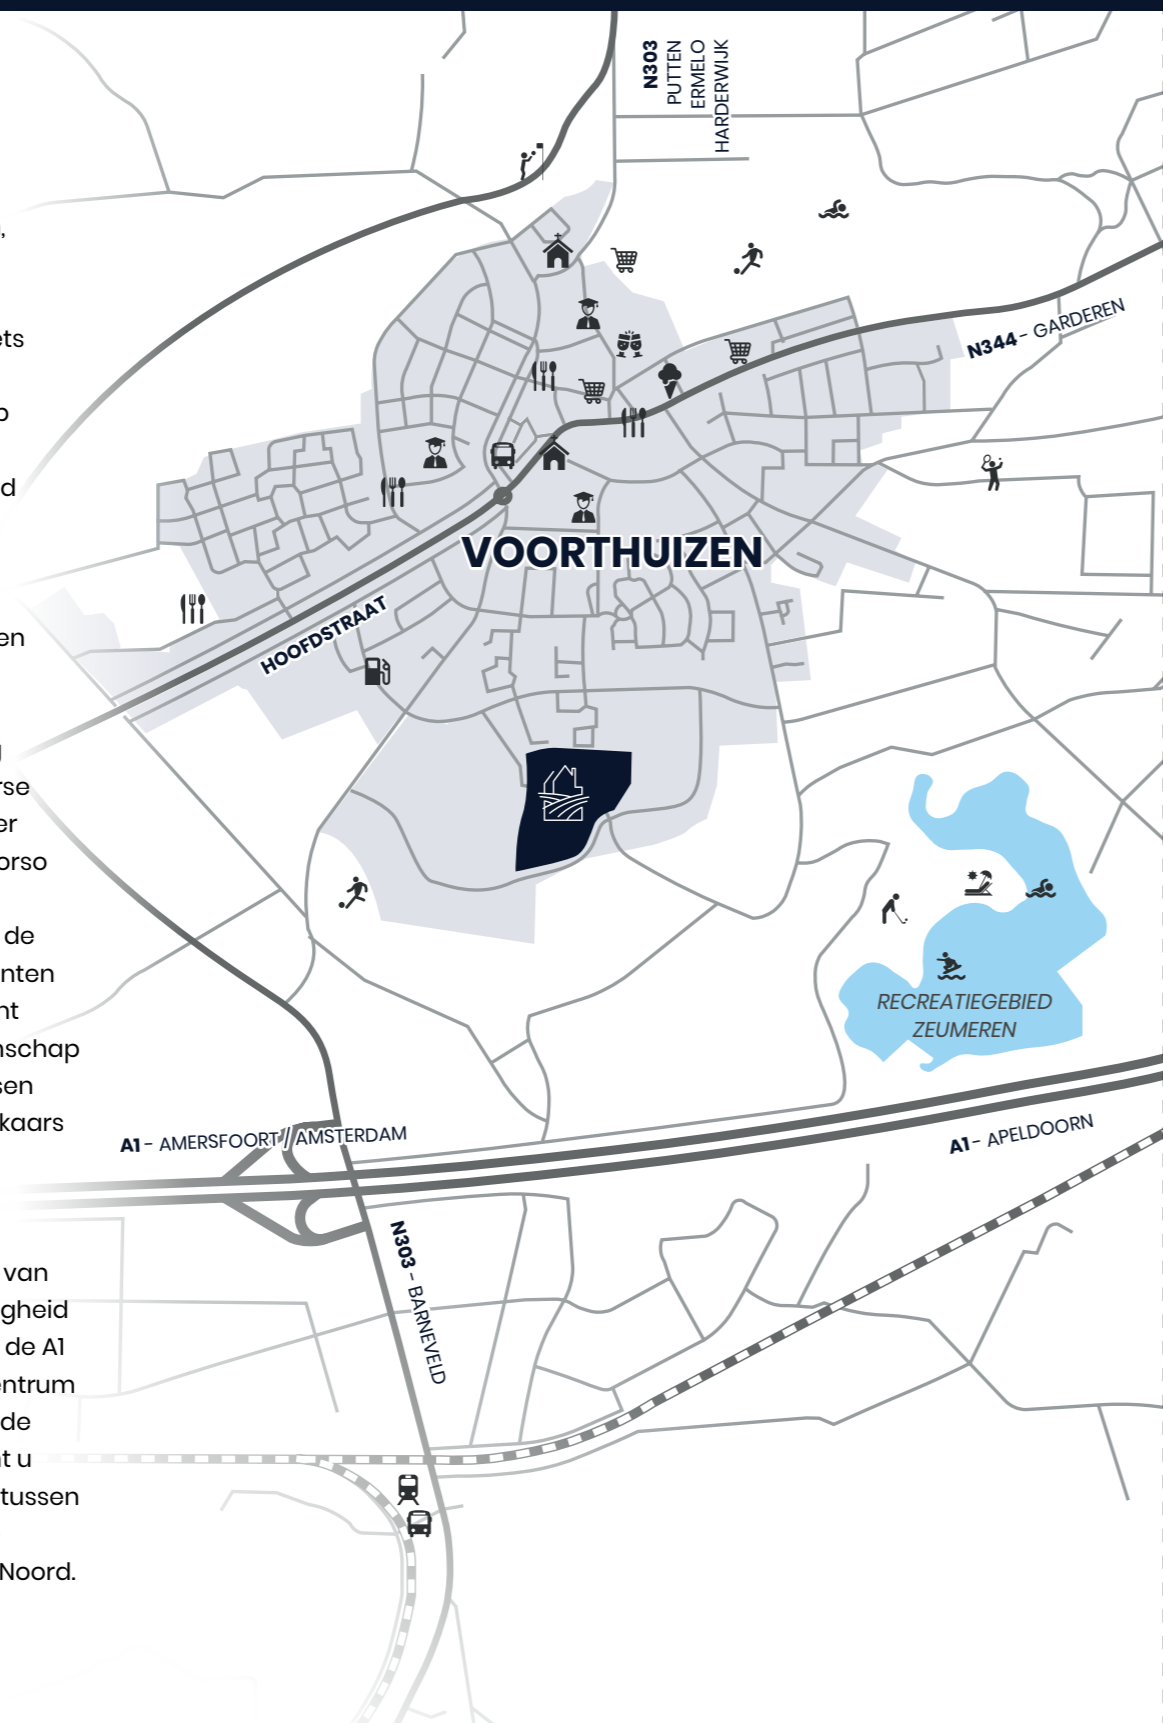 N303
PUTTEN
ERMELO
HARDERWIJK
N344 - GARDEREN
VOORTHUIZEN
HOOFDSTRAAT
RECREATIEGEBIED
ZEUMEREN
A1 - AMERSFOORT / AMSTERDAM
A1 - APELDOORN
N303 - BARNEVELD
,
ets
d
en
rse
er
orso
de
nten
nt
nschap
sen
kaars
van
gheid
de A1
entrum
de
t u
tussen
Noord.